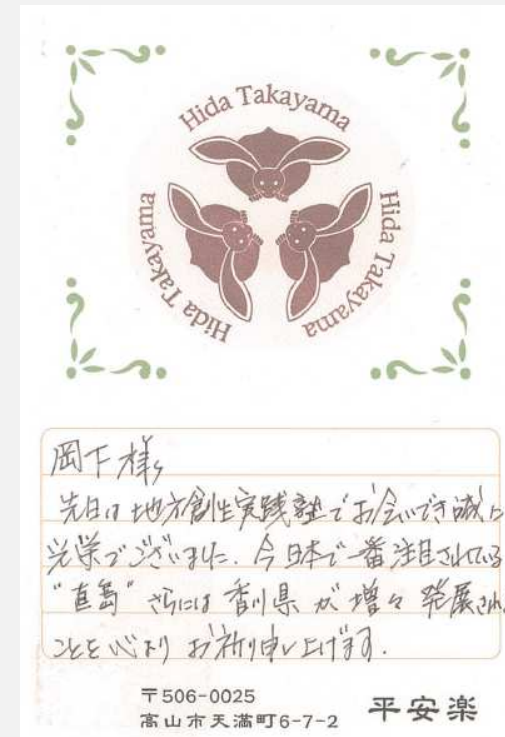 Hida Takayama
Hida Takayama
Hida Takayama
岡下様
先日は地方創生実践塾でお会いでき誠に
光栄でございました。今日本で一番注目されている
"直島"さらには香川県が増々発展され
ことを心よりお祈り申し上げます.
〒506-0025
高山市天満町6-7-2
平安楽